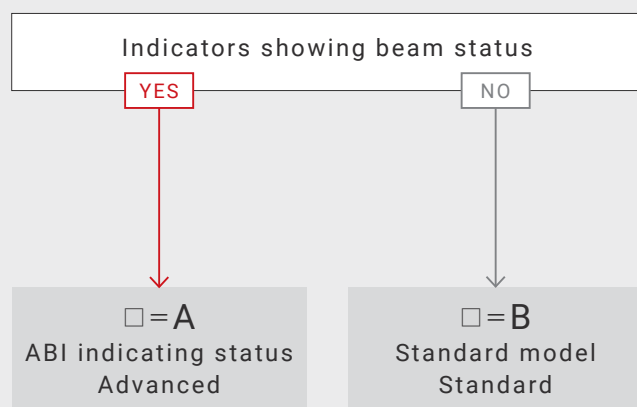 Indicators showing beam status
YES
NO
□=A
ABI indicating status
Advanced
□=B
Standard model
Standard